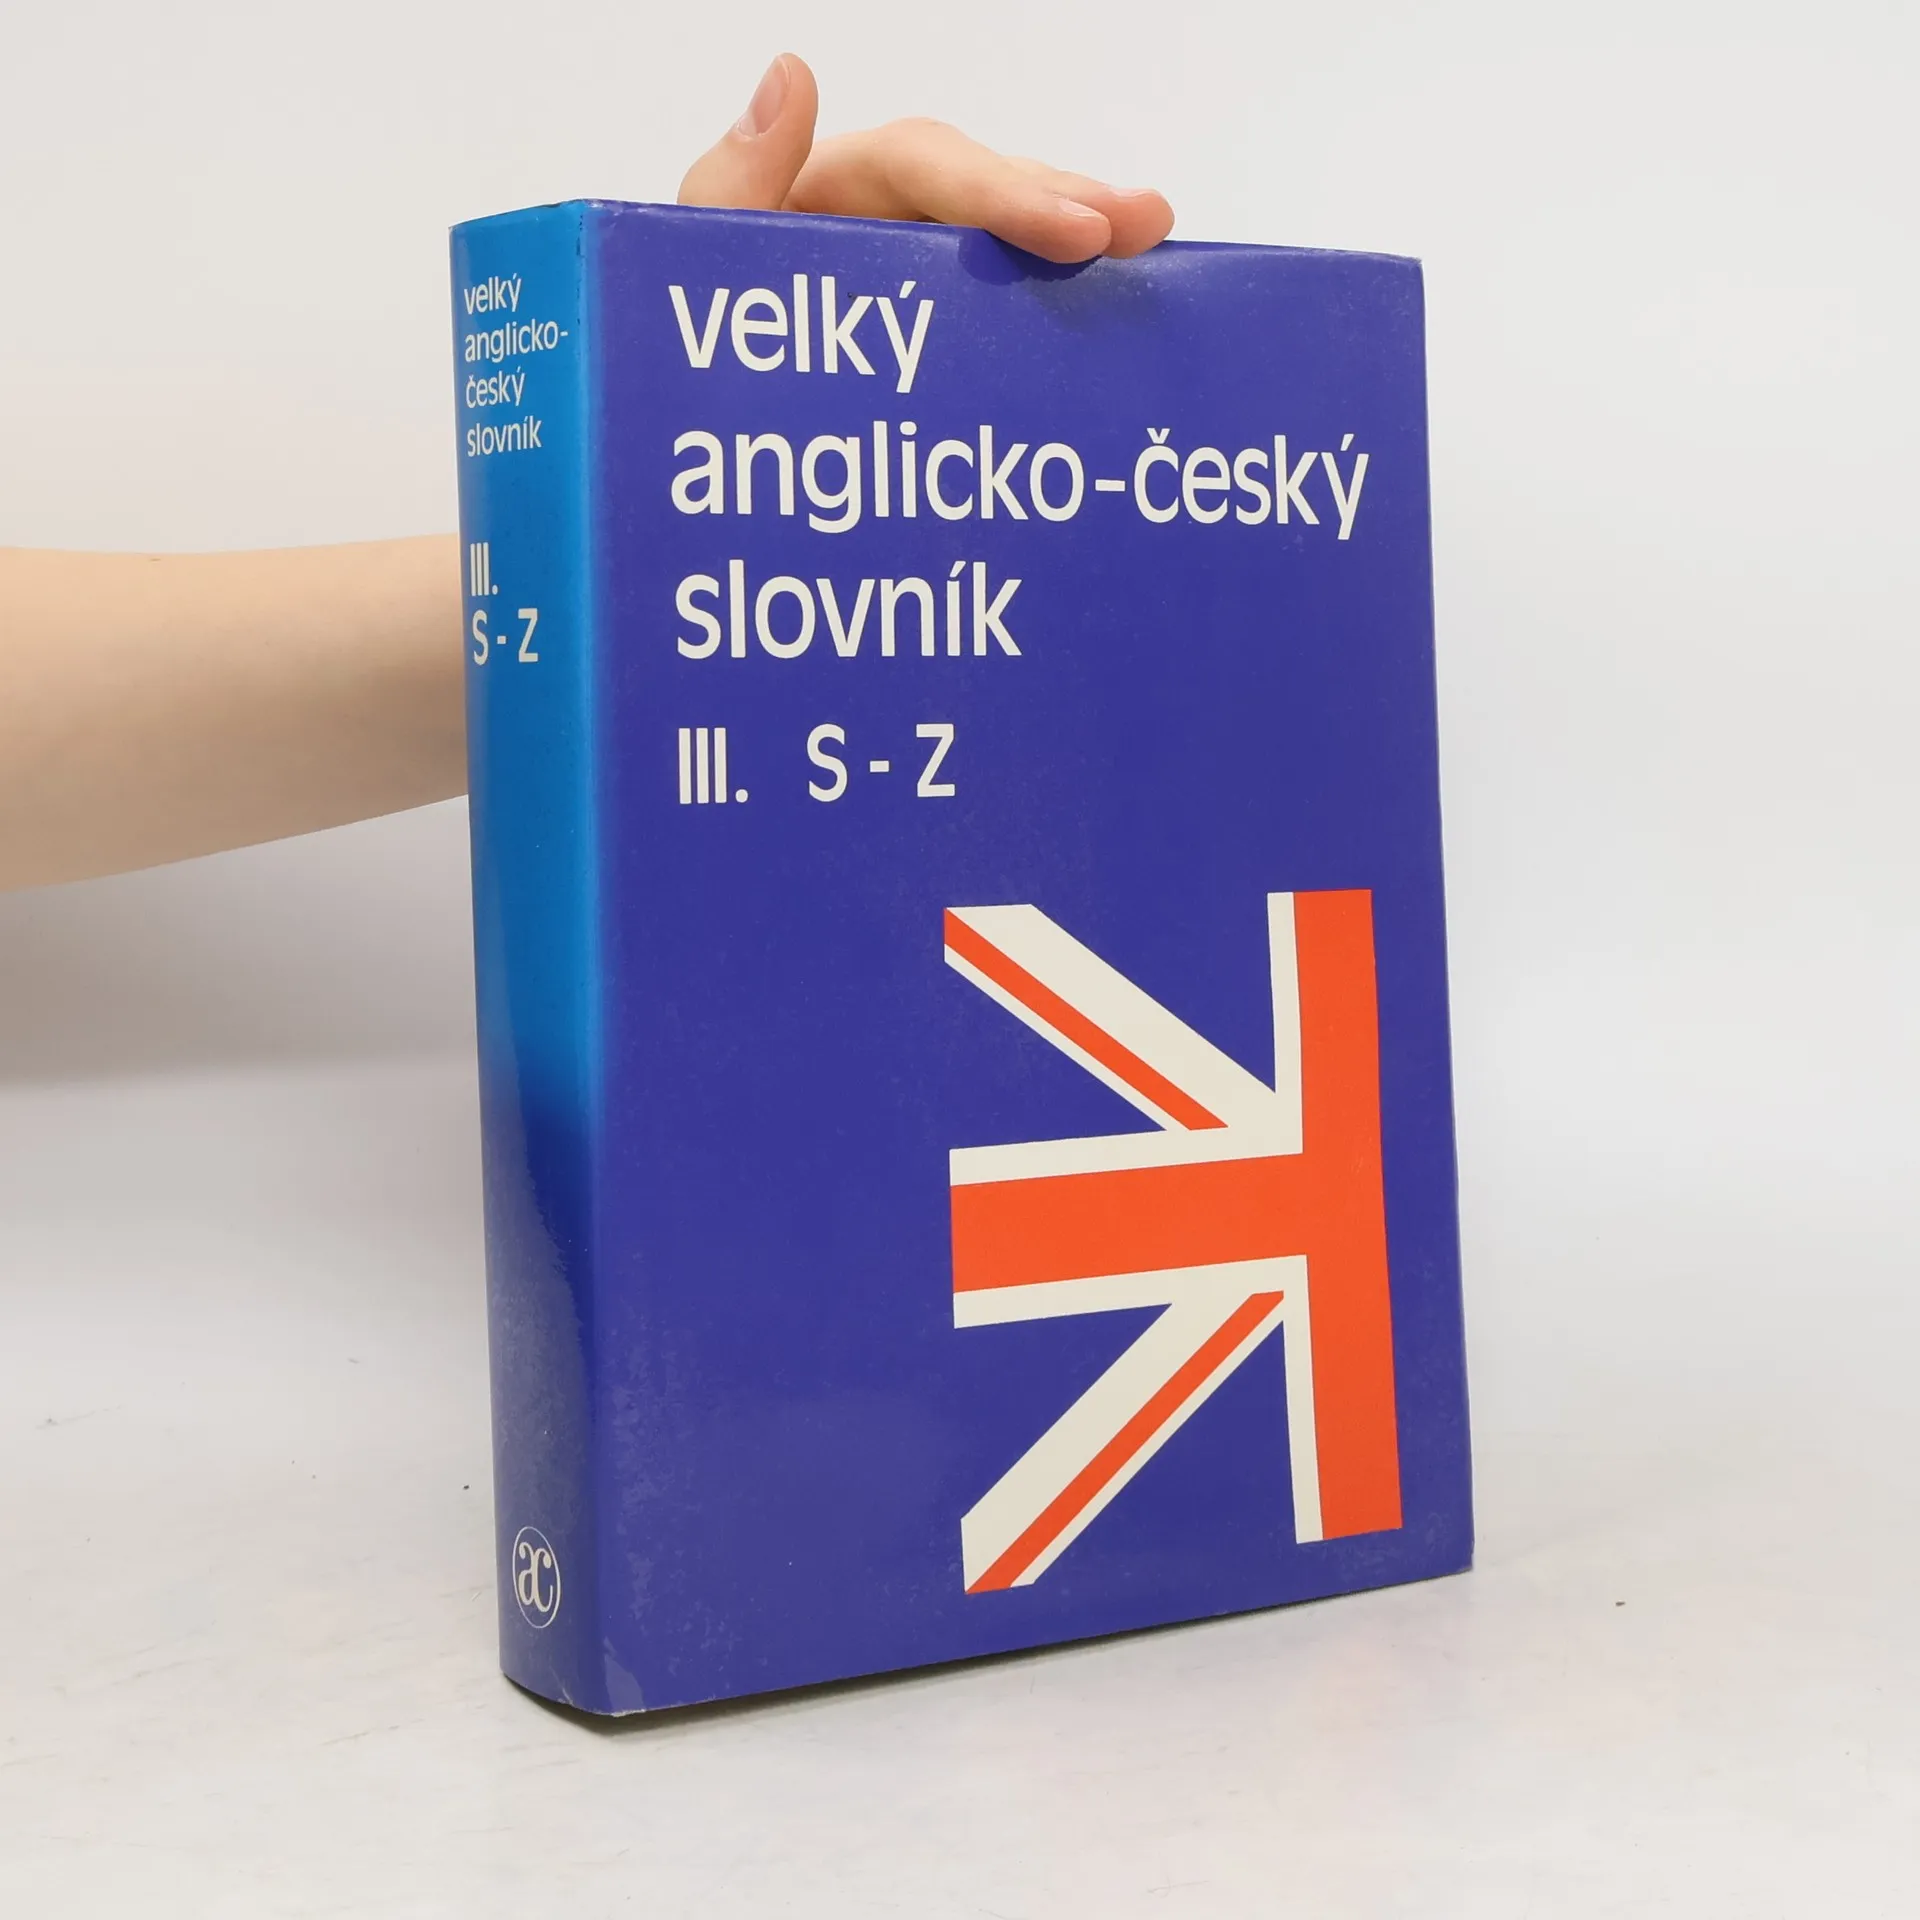 velký
anglicko-
český
slovník
III.
S - Z
ac
velký
anglicko-český
slovník
III. S - Z